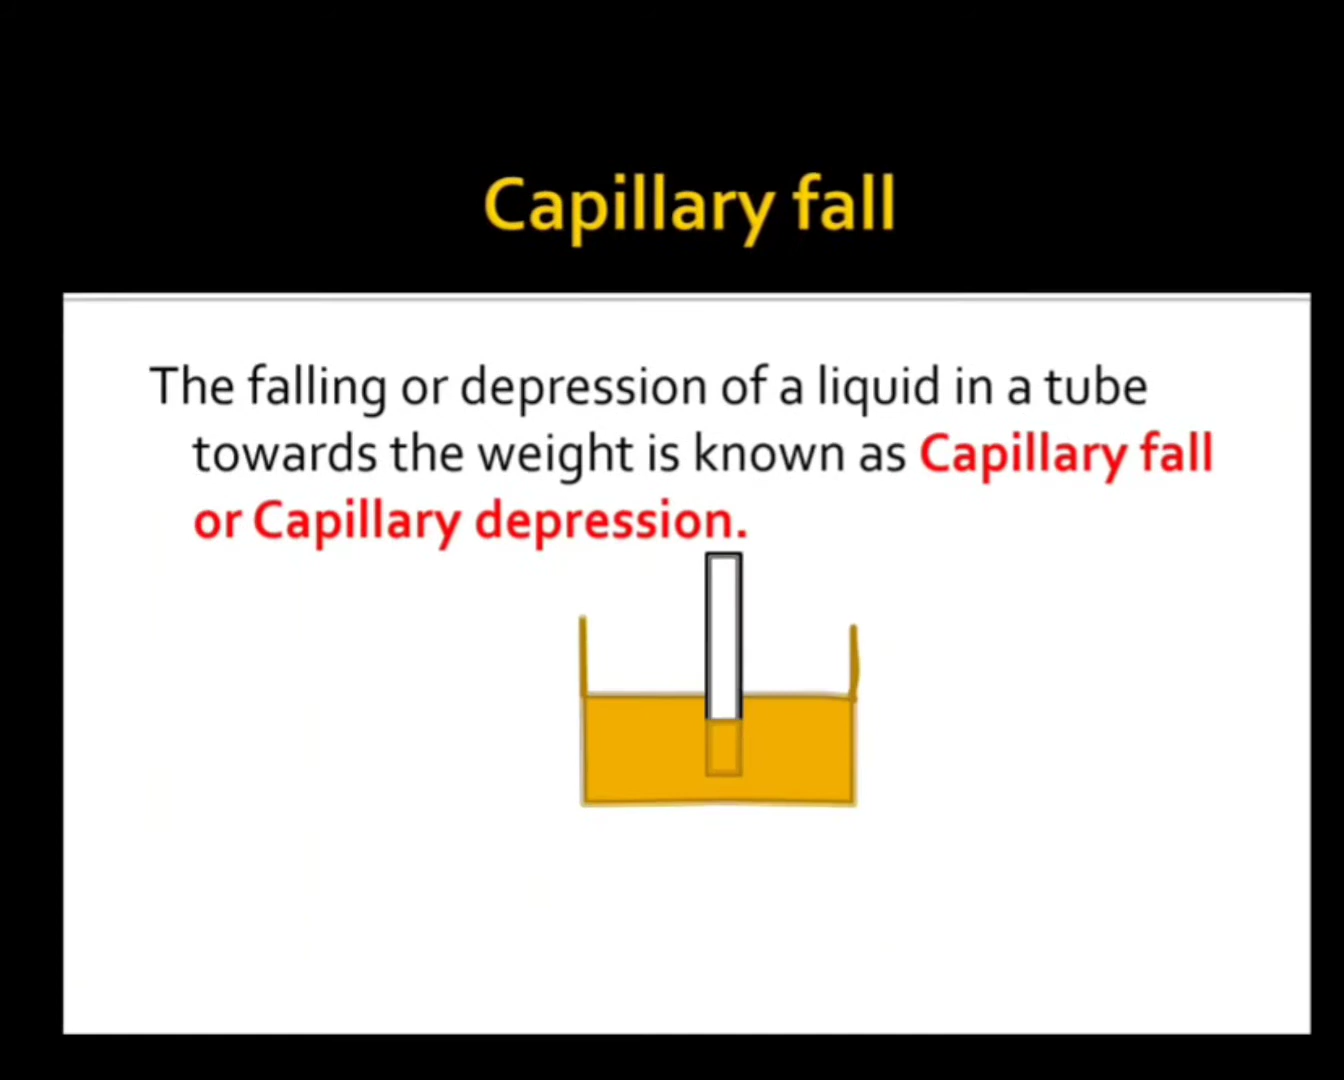 Capillary fall
The falling or depression of a liquid in a tube
towards the weight is known as Capillary fall
or Capillary depression.